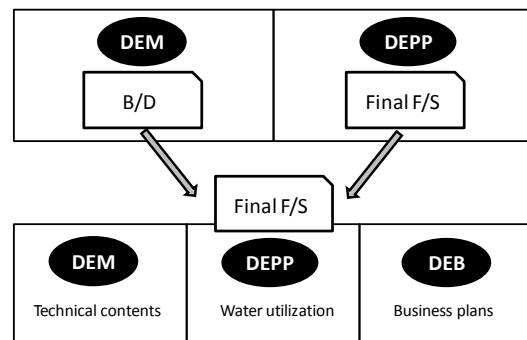 DEM
DEPP
B/D
Final F/S
Final F/S
DEM
DEPP
DEB
Technical contents
Water utilization
Business plans